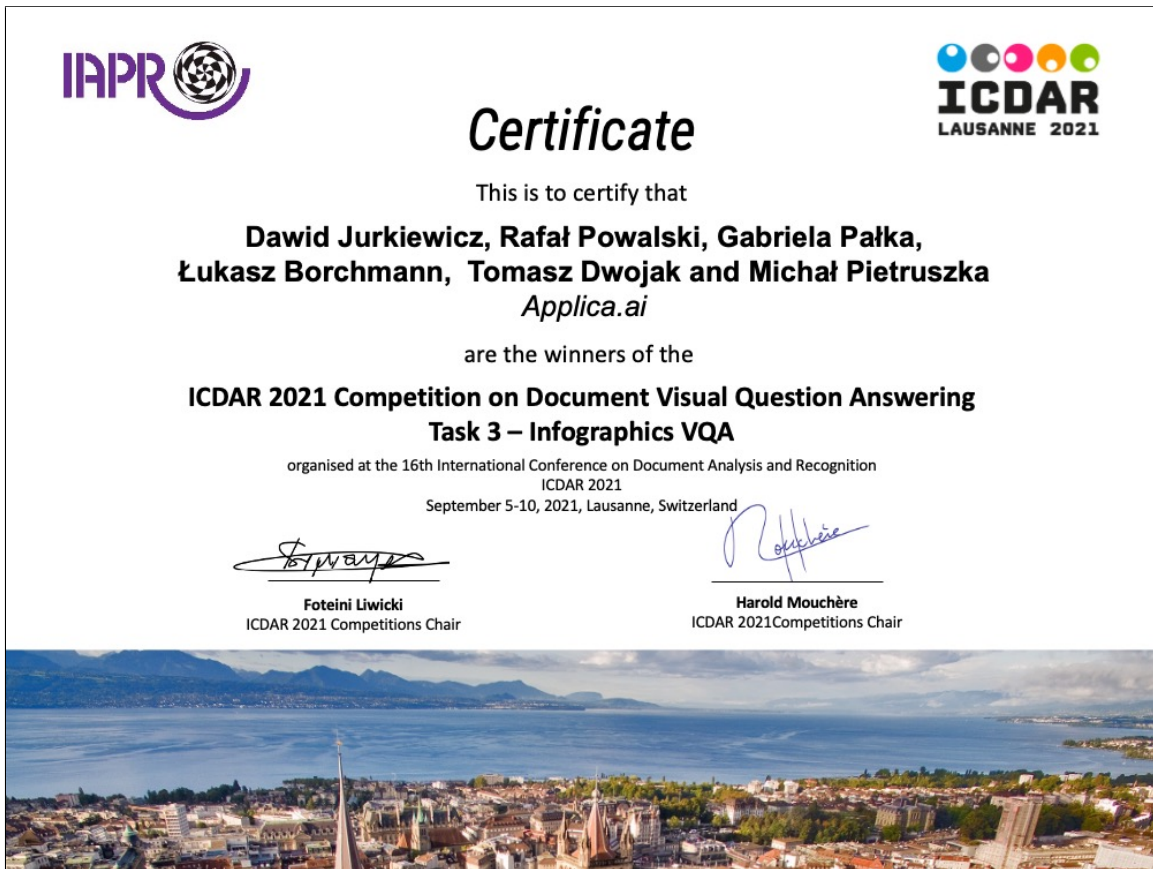 IAPR
ICDAR
LAUSANNE 2021
Certificate
This is to certify that
Dawid Jurkiewicz, Rafał Powalski, Gabriela Pałka,
Łukasz Borchmann,  Tomasz Dwojak and Michał Pietruszka
Applica.ai
are the winners of the
ICDAR 2021 Competition on Document Visual Question Answering
Task 3 – Infographics VQA
organised at the 16th International Conference on Document Analysis and Recognition
ICDAR 2021
September 5-10, 2021, Lausanne, Switzerland
Foteini Liwicki
ICDAR 2021 Competitions Chair
Mouchère
Harold Mouchère
ICDAR 2021Competitions Chair